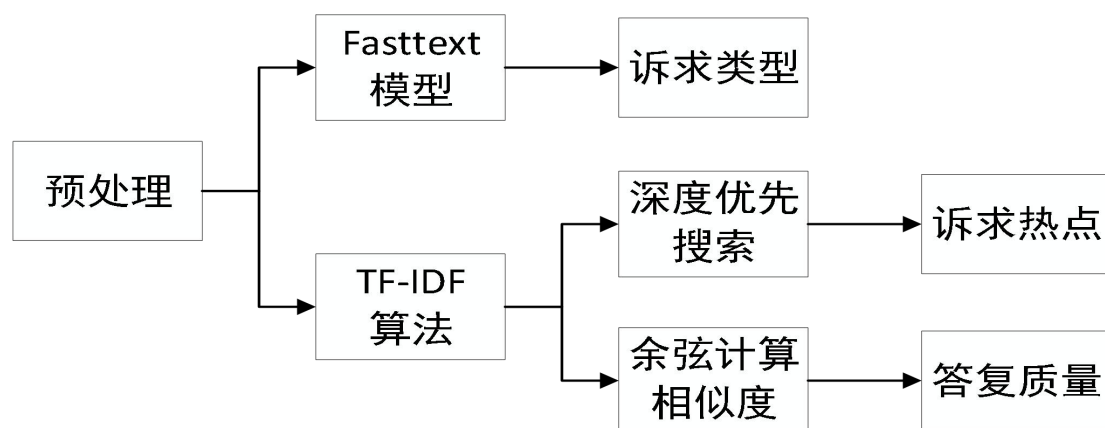 Fasttext
模型
诉求类型
预处理
深度优先
搜索
诉求热点
TF-IDF
算法
余弦计算
相似度
答复质量